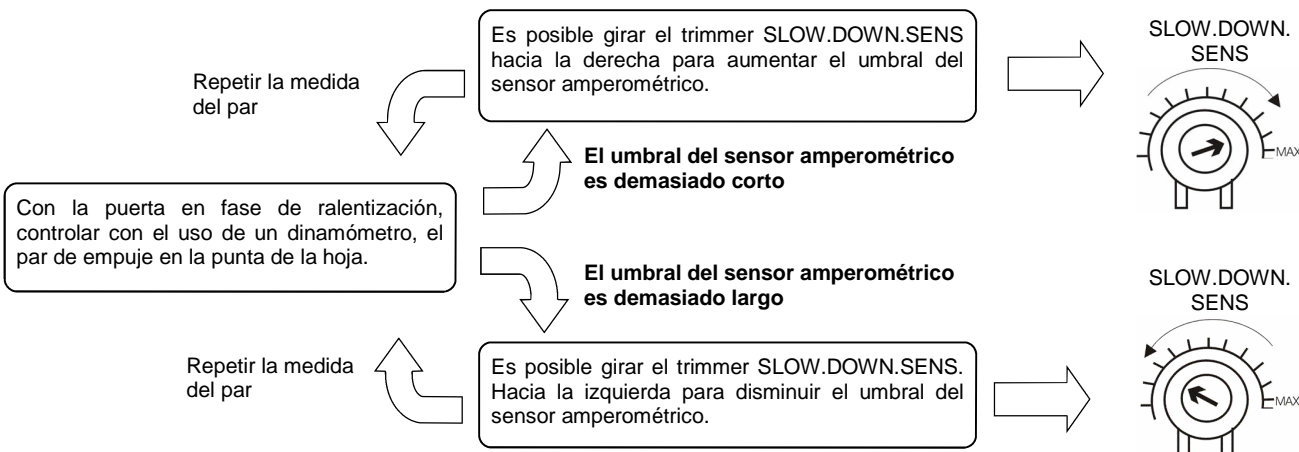 Es posible girar el trimmer SLOW.DOWN.SENS
hacia la derecha para aumentar el umbral del
sensor amperométrico.
SLOW.DOWN.
SENS
MAX
Repetir la medida
del par
El umbral del sensor amperométrico
es demasiado corto
Con la puerta en fase de ralentización,
controlar con el uso de un dinamómetro, el
par de empuje en la punta de la hoja.
El umbral del sensor amperométrico
es demasiado largo
Repetir la medida
del par
Es posible girar el trimmer SLOW.DOWN.SENS.
Hacia la izquierda para disminuir el umbral del
sensor amperométrico.
SLOW.DOWN.
SENS
MAX